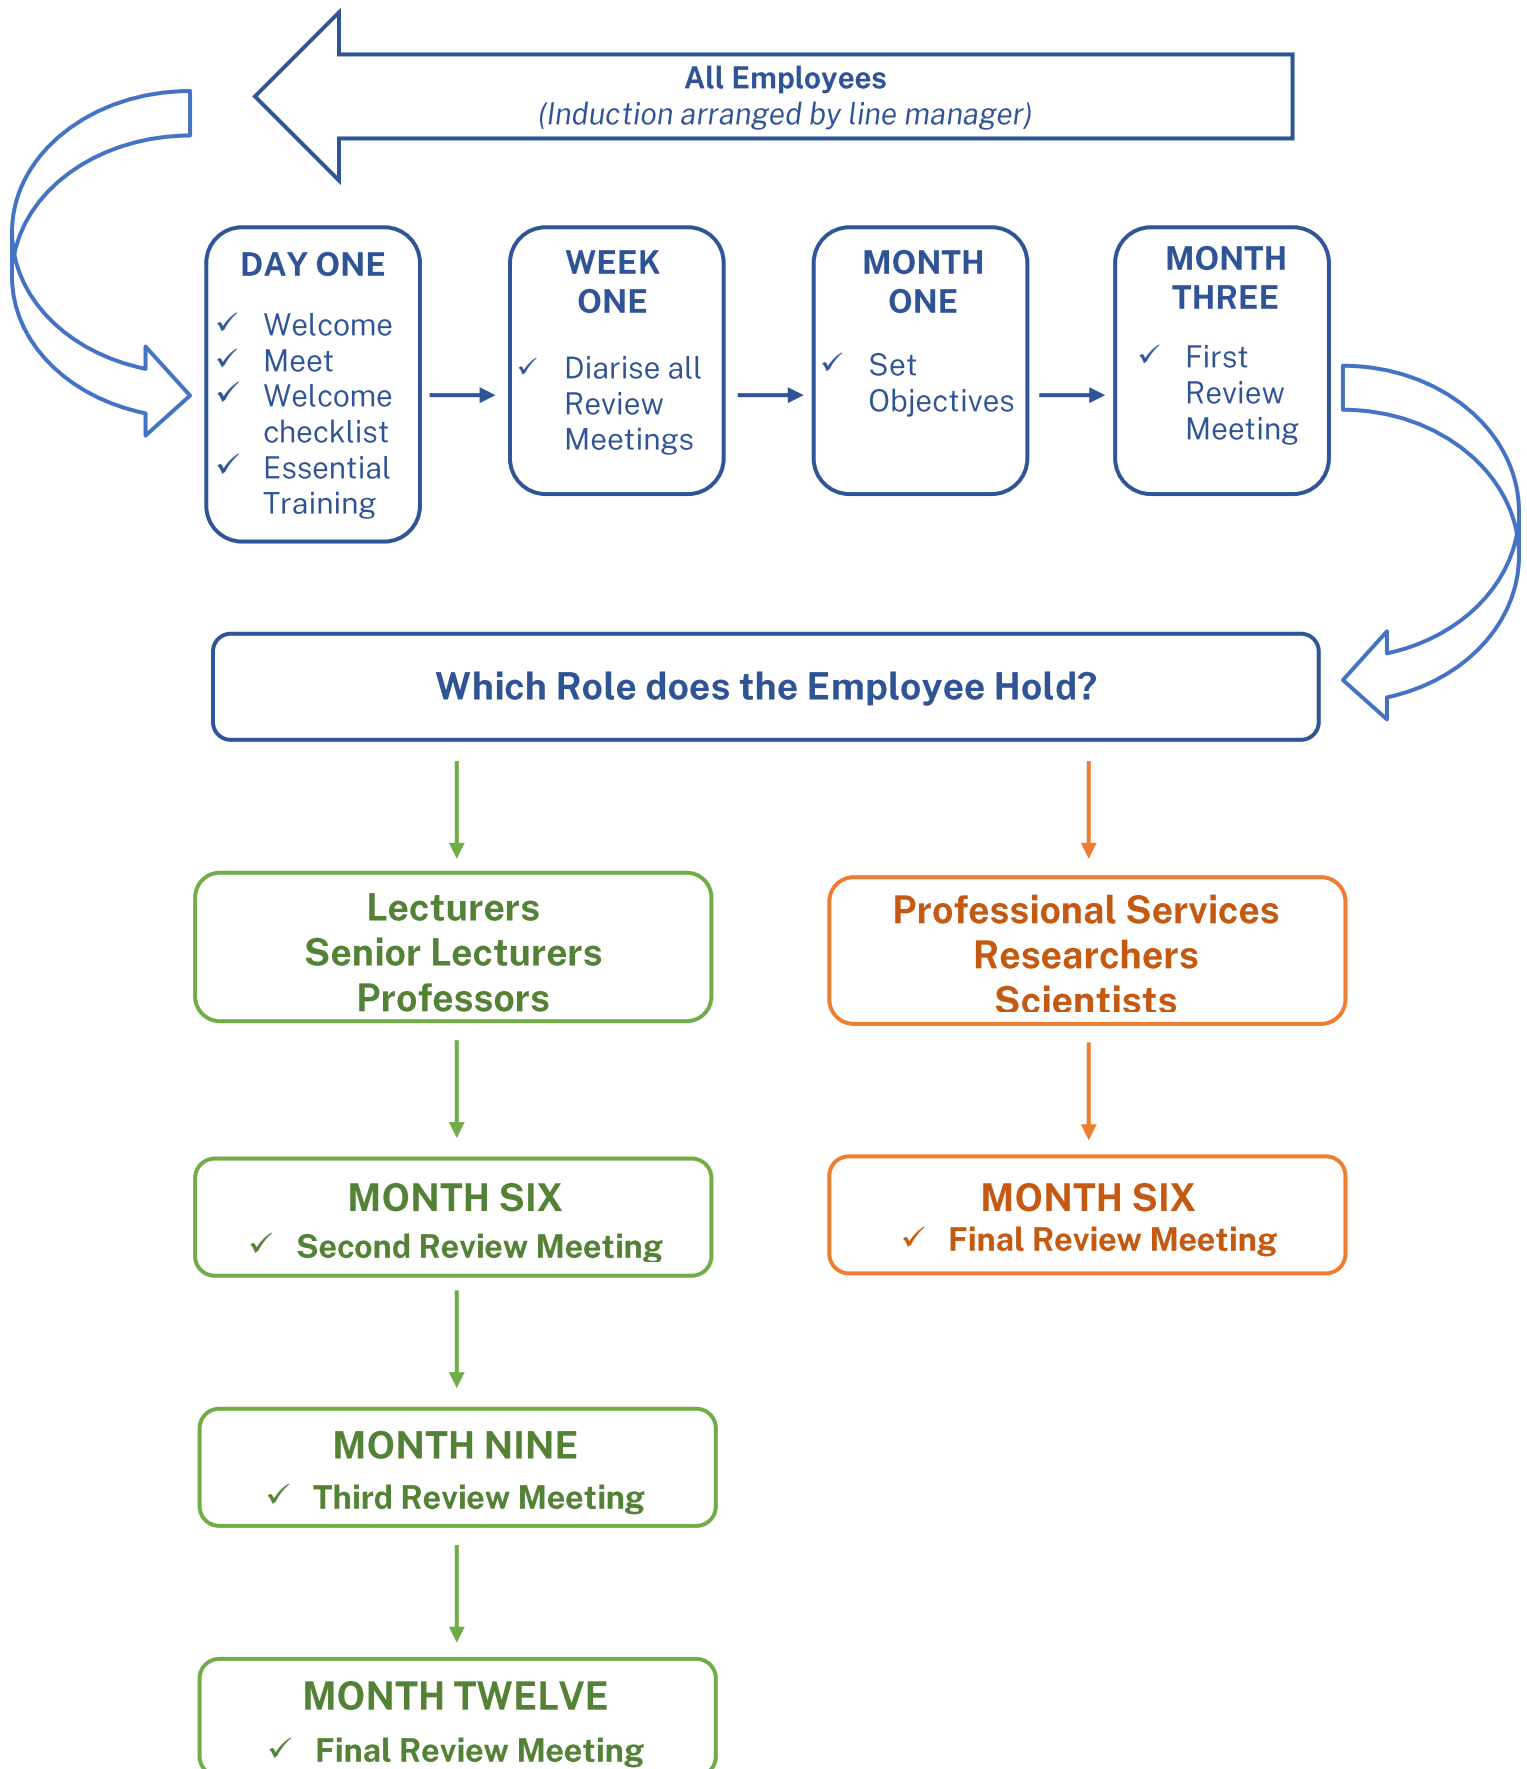 All Employees
(Induction arranged by line manager)
DAY ONE
✓ Welcome
✓ Meet
✓ Welcome
checklist
✓ Essential
Training
WEEK
ONE
✓ Diarise all
Review
Meetings
MONTH
ONE
✓ Set
Objectives
MONTH
THREE
✓ First
Review
Meeting
Which Role does the Employee Hold?
Lecturers
Senior Lecturers
Professors
Professional Services
Researchers
Scientists
MONTH SIX
✓ Second Review Meeting
MONTH SIX
✓ Final Review Meeting
MONTH NINE
✓ Third Review Meeting
MONTH TWELVE
✓ Final Review Meeting